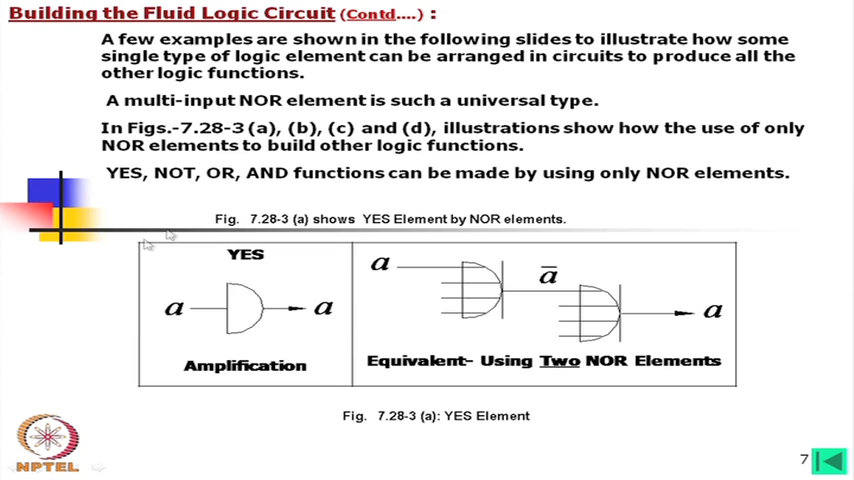 Building the Fluid Logic Circuit (Contd....) :
A few examples are shown in the following slides to illustrate how some
single type of logic element can be arranged in circuits to produce all the
other logic functions.
A multi-input NOR element is such a universal type.
In Figs.-7.28-3 (a), (b), (c) and (d), illustrations show how the use of only
NOR elements to build other logic functions.
YES, NOT, OR, AND functions can be made by using only NOR elements.
Fig. 7.28-3 (a) shows YES Element by NOR elements.
YES
a a
Amplification
a
a̅
a
Equivalent- Using Two NOR Elements
Fig. 7.28-3 (a): YES Element
NPTEL
7